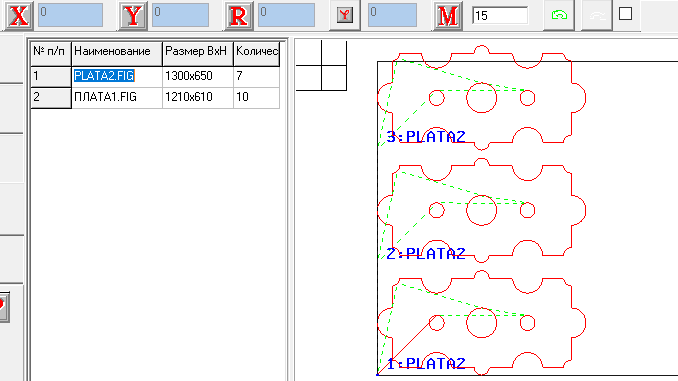 X 0 Y 0 R 0 Y 0 M 15
№ п/п Наименование Размер ВхН Количес
1 PLATA2.FIG 1300x650 7
2 ПЛАТА1.FIG 1210x610 10
3:PLATA2
2:PLATA2
1:PLATA2